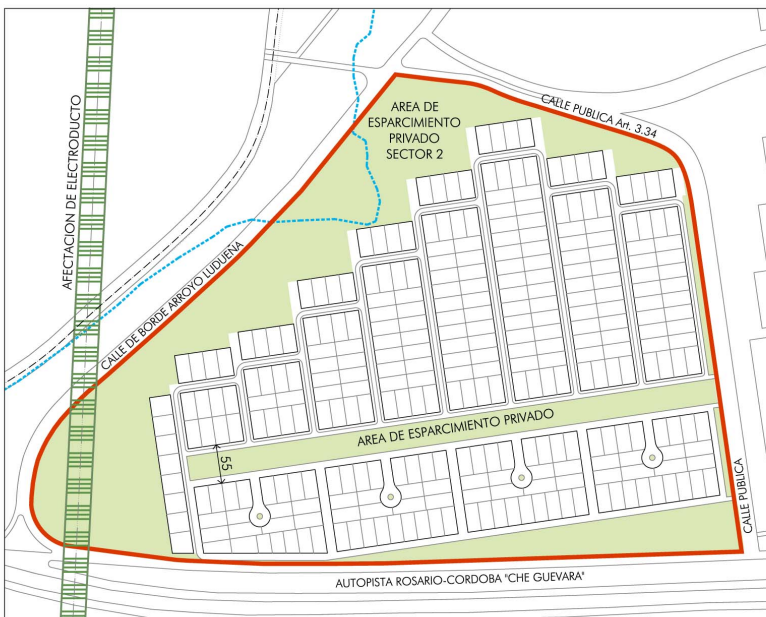 AREA DE
ESPARCIMIENTO
PRIVADO
SECTOR 2
CALLE PUBLICA Art. 3.34
AFECTACION DE ELECTRODUCTO
CALLE DE BORDE ARROYO LUDUEÑA
AREA DE ESPARCIMIENTO PRIVADO
55
CALLE PUBLICA
AUTOPISTA ROSARIO-CORDOBA "CHE GUEVARA"